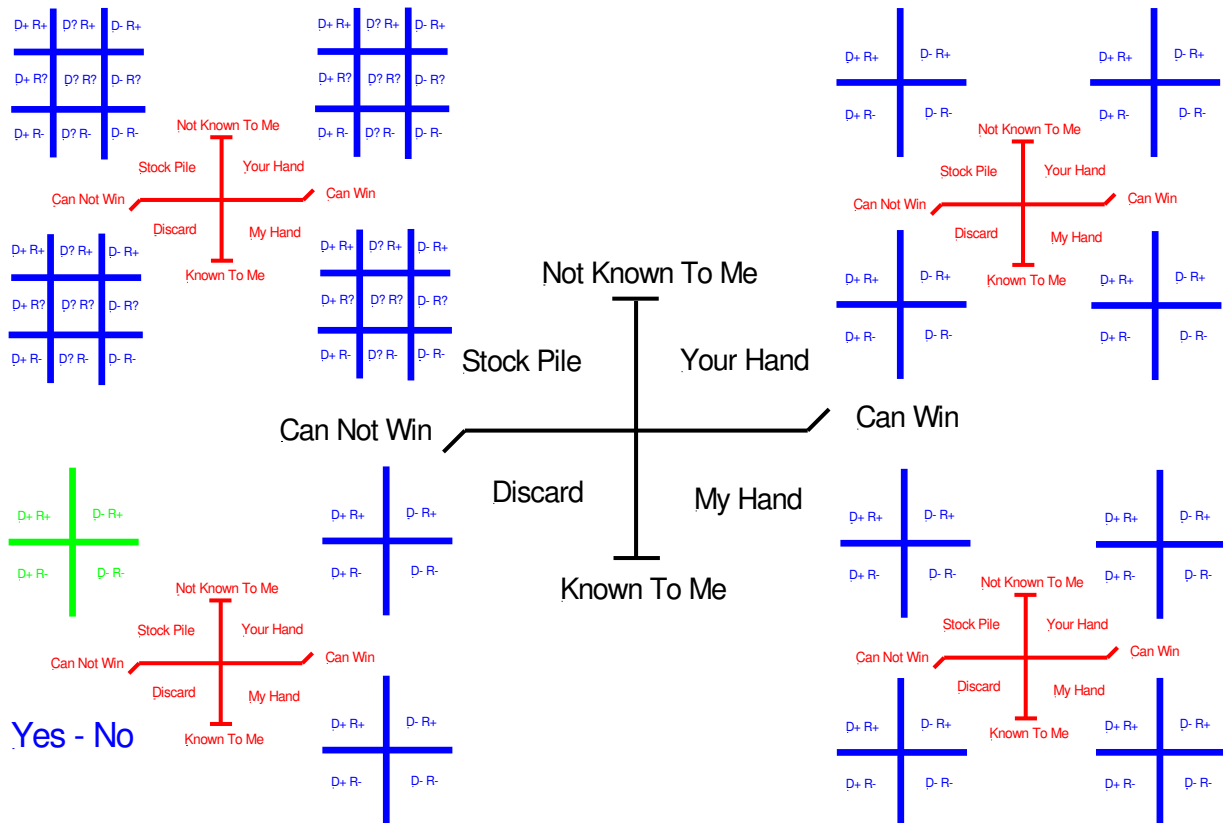 D+ R+ D? R+ D- R+
D+ R? D? R? D- R?
D+ R- D? R- D- R-
D+ R+ D? R+ D- R+
D+ R? D? R? D- R?
D+ R- D? R- D- R-
Not Known To Me
Stock Pile Your Hand
Can Not Win Can Win
Discard My Hand
Known To Me
D+ R+ D? R+ D- R+
D+ R? D? R? D- R?
D+ R- D? R- D- R-
D+ R+ D? R+ D- R+
D+ R? D? R? D- R?
D+ R- D? R- D- R-
D+ R+ D- R+
D+ R- D- R-
D+ R+ D- R+
D+ R- D- R-
Not Known To Me
Stock Pile Your Hand
Can Not Win Can Win
Discard My Hand
Known To Me
D+ R+ D- R+
D+ R- D- R-
D+ R+ D- R+
D+ R- D- R-
Not Known To Me
Stock Pile Your Hand
Can Not Win Can Win
Discard My Hand
Known To Me
D+ R+ D- R+
D+ R- D- R-
D+ R+ D- R+
D+ R- D- R-
Not Known To Me
Stock Pile Your Hand
Can Not Win Can Win
Discard My Hand
Known To Me
Yes - No
D+ R+ D- R+
D+ R- D- R-
D+ R+ D- R+
D+ R- D- R-
D+ R+ D- R+
D+ R- D- R-
Not Known To Me
Stock Pile Your Hand
Can Not Win Can Win
Discard My Hand
Known To Me
D+ R+ D- R+
D+ R- D- R-
D+ R+ D- R+
D+ R- D- R-